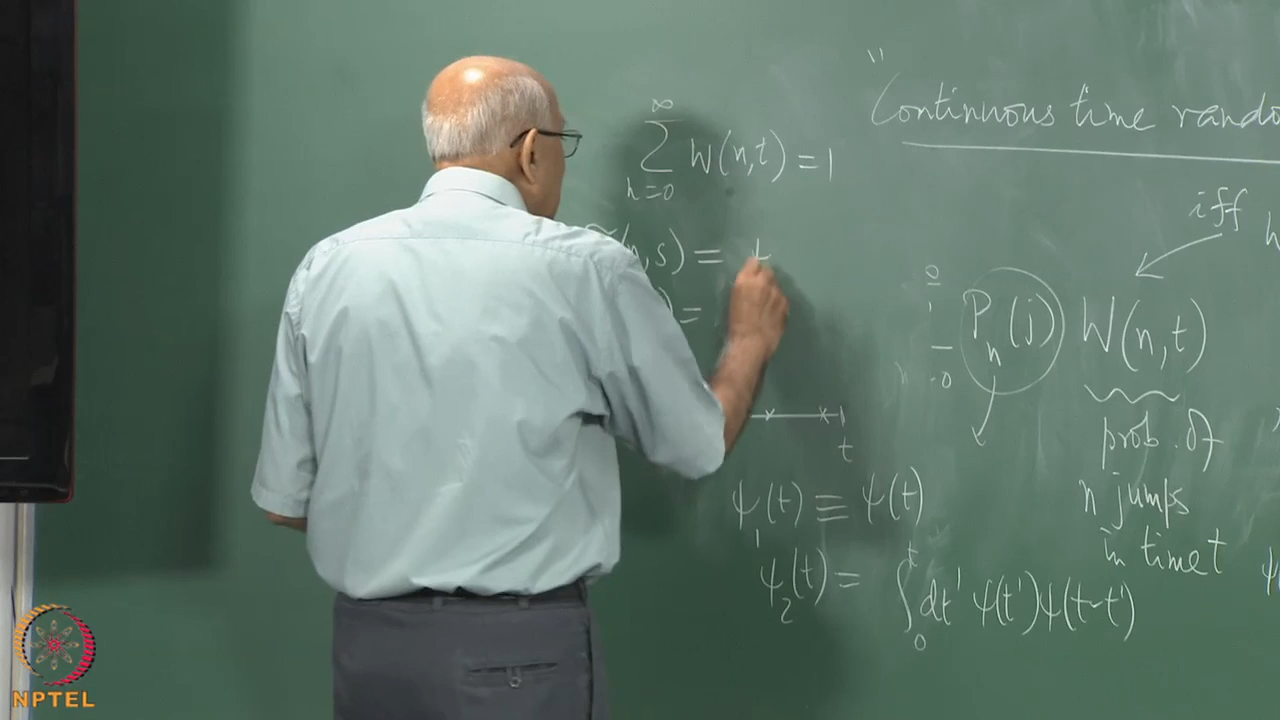 "Continuous time rando
∞
∑ W(n,t) = 1
n=0
iff
(n,s) =
) =
P_n(j) W(n,t)
prob. of
n jumps
in time t
t
ψ_1(t) ≡ ψ(t)
ψ_2(t) = ∫_0^t dt' ψ(t')ψ(t-t')
NPTEL